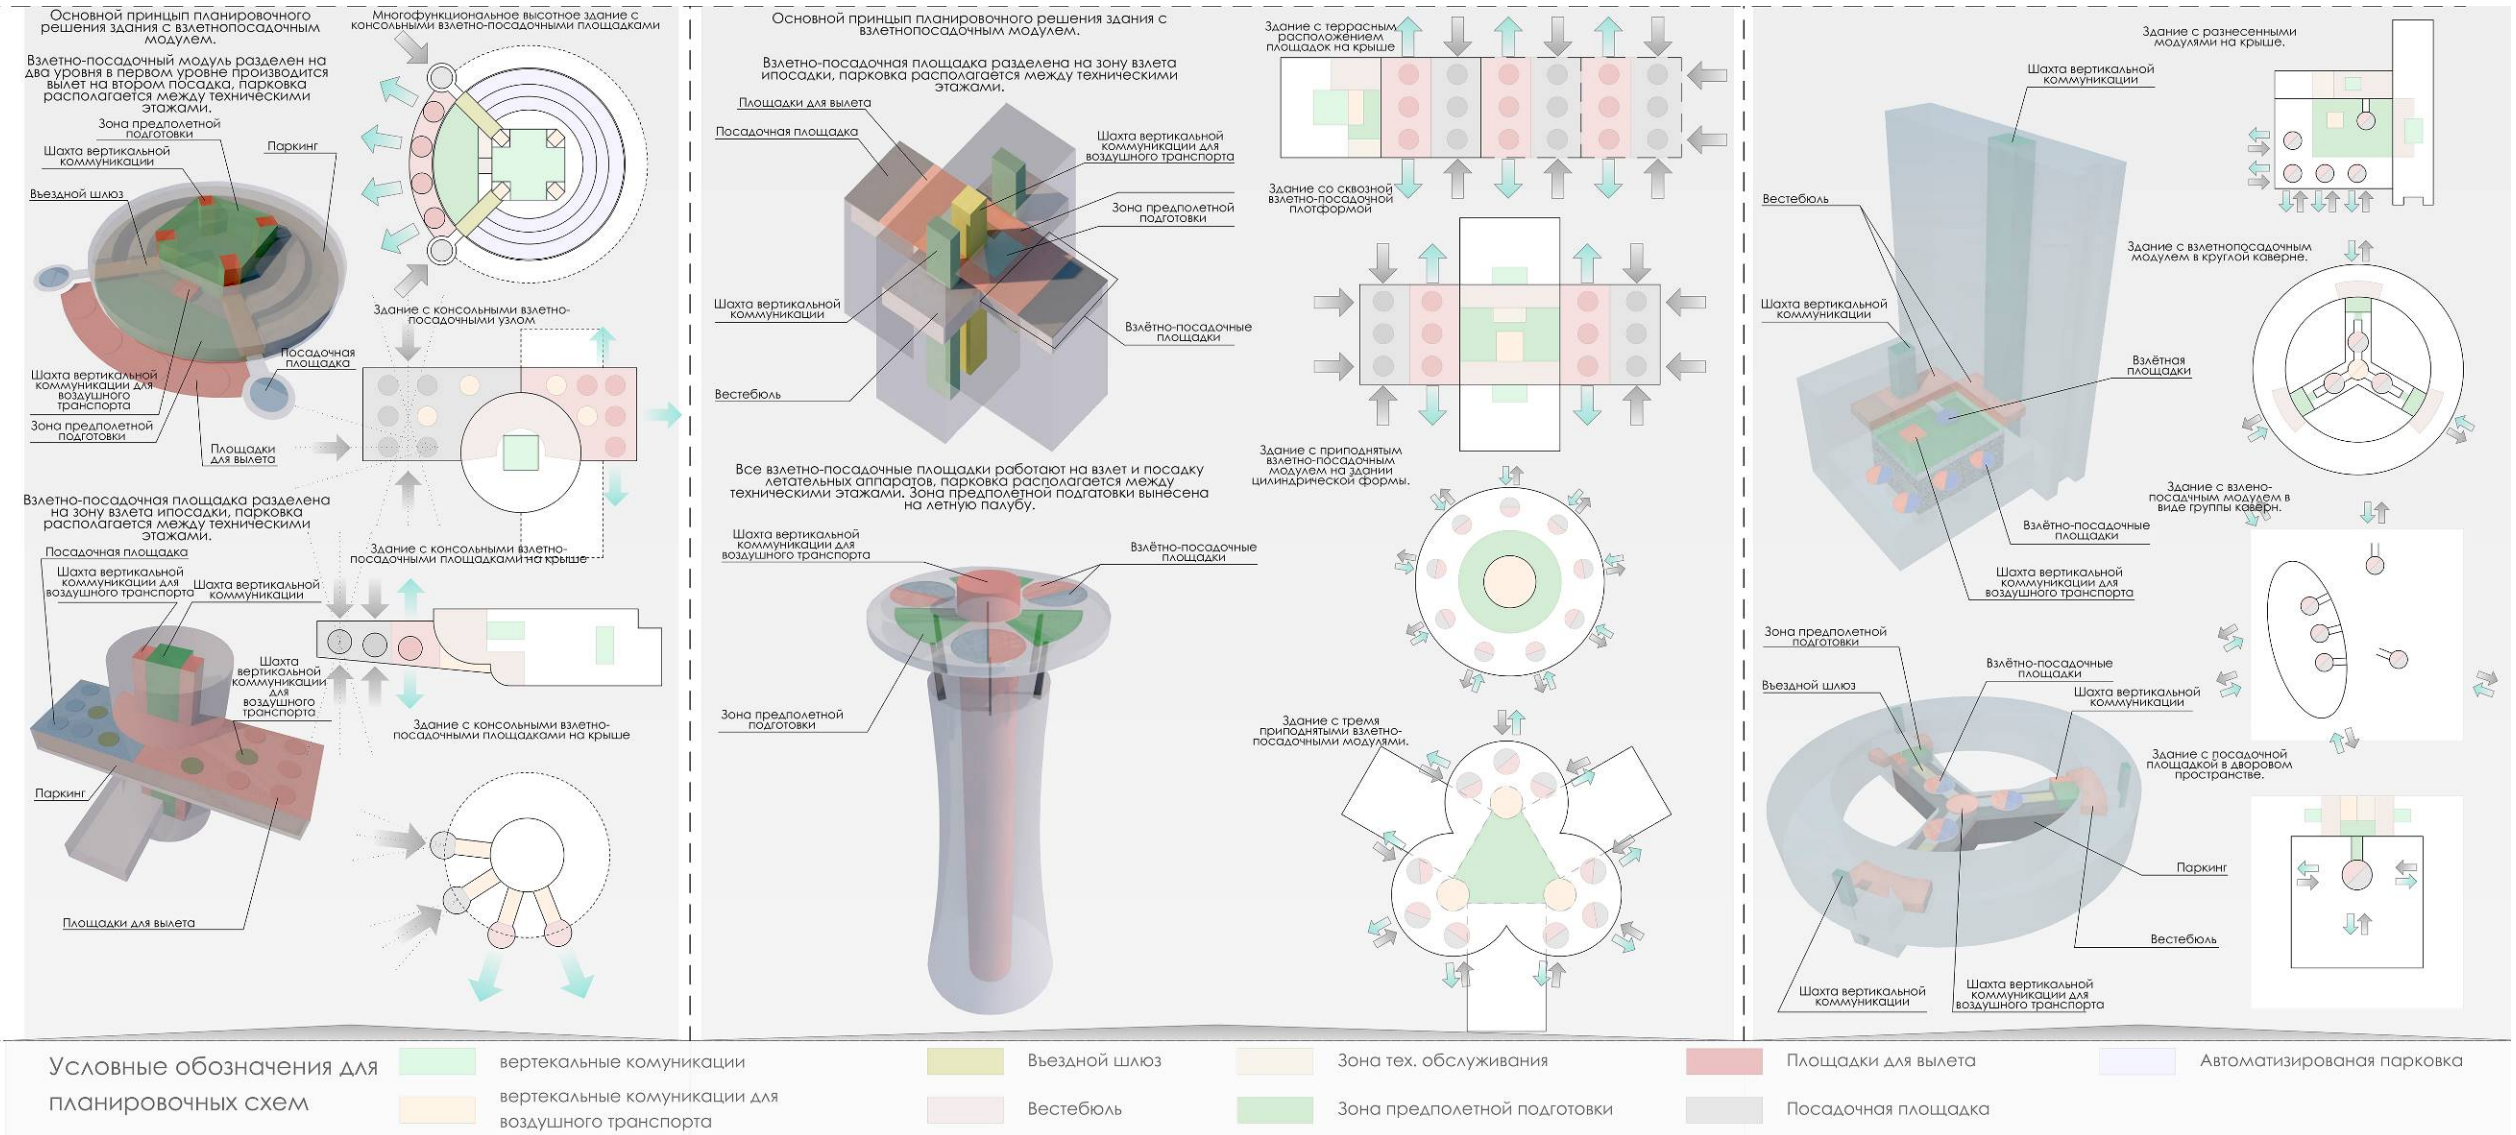 Основной принцып планировочного
решения здания с взлетнопосадочным
модулем.
Взлетно-посадочный модуль разделен на
два уровня в первом уровне производится
вылет на втором посадка, парковка
располагается между техническими
этажами.
Зона предполетной
подготовки
Шахта вертикальной
коммуникации
Паркинг
Въездной шлюз
Посадочная
площадка
Шахта вертикальной
коммуникации для
воздушного
транспорта
Зона предполетной
подготовки
Площадки
для вылета
Взлетно-посадочная площадка разделена
на зону взлета ипосадки, парковка
располагается между техническими
этажами.
Посадочная площадка
Шахта вертикальной
коммуникации для
воздушного транспорта
Шахта вертикальной
коммуникации
Шахта
вертикальной
коммуникации
для
воздушного
транспорта
Паркинг
Площадки для вылета
Многофункциональное высотное здание с
консольными взлетно-посадочными площадками
Здание с консольными взлетно-
посадочными узлом
Здание с консольными взлетно-
посадочными площадками на крыше
Здание с консольными взлетно-
посадочными площадками на крыше
Основной принцып планировочного решения здания с
взлетнопосадочным модулем.
Взлетно-посадочная площадка разделена на зону взлета
ипосадки, парковка располагается между техническими
этажами.
Площадки для вылета
Посадочная площадка
Шахта вертикальной
коммуникации для
воздушного транспорта
Зона предполетной
подготовки
Шахта вертикальной
коммуникации
Взлётно-посадочные
площадки
Вестебюль
Все взлетно-посадочные площадки работают на взлет и посадку
летательных аппаратов, парковка располагается между
техническими этажами. Зона предполетной подготовки вынесена
на летную палубу.
Шахта вертикальной
коммуникации для
воздушного транспорта
Взлётно-посадочные
площадки
Зона предполетной
подготовки
Здание с террасным
расположением
площадок на крыше
Здание со сквозной
взлетно-посадочной
плотформой
Здание с приподнятым
взлетно-посадочным
модулем на здании
цилиндрической формы.
Здание с тремя
приподнятыми взлетно-
посадочными модулями.
Шахта вертикальной
коммуникации
Вестебюль
Шахта вертикальной
коммуникации
Взлётная
площадки
Взлётно-посадочные
площадки
Шахта вертикальной
коммуникации для
воздушного транспорта
Зона предполетной
подготовки
Въездной шлюз
Взлётно-посадочные
площадки
Шахта вертикальной
коммуникации
Паркинг
Вестебюль
Шахта вертикальной
коммуникации
Шахта вертикальной
коммуникации для
воздушного транспорта
Здание с разнесенными
модулями на крыше.
Здание с взлетнопосадочным
модулем в круглой каверне.
Здание с взлено-
посадчным модулем в
виде группы каверн.
Здание с посадочной
площадкой в дворовом
пространстве.
Условные обозначения для
планировочных схем
вертекальные комуникации
вертекальные комуникации для
воздушного транспорта
Въездной шлюз
Вестебюль
Зона тех. обслуживания
Зона предполетной подготовки
Площадки для вылета
Посадочная площадка
Автоматизированая парковка